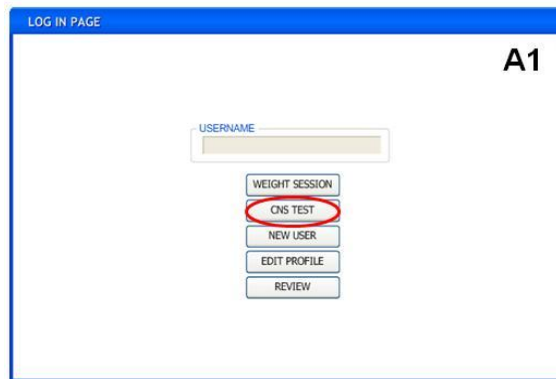 LOG IN PAGE
A1
USERNAME
WEIGHT SESSION
CNS TEST
NEW USER
EDIT PROFILE
REVIEW